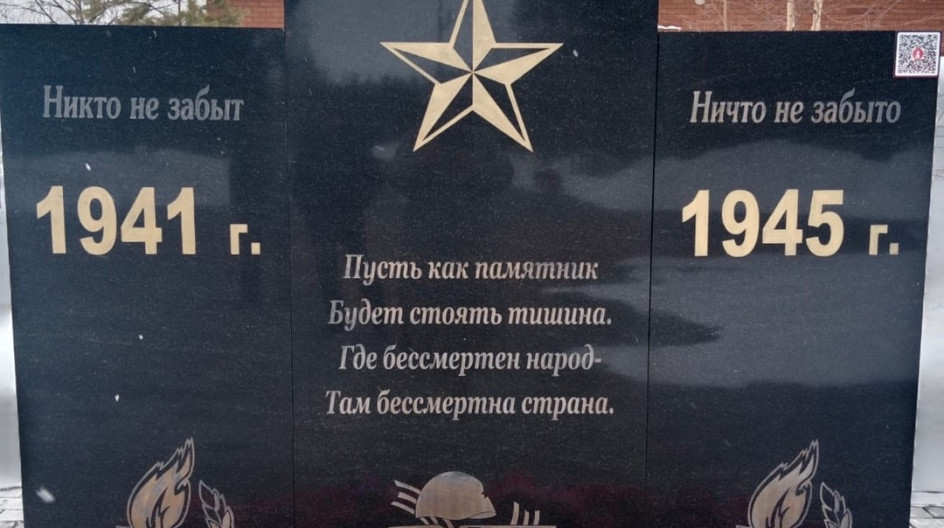 Никто не забыт
1941 г.
Пусть как памятник
Будет стоять тишина.
Где бессмертен народ-
Там бессмертна страна.
Ничто не забыто
1945 г.